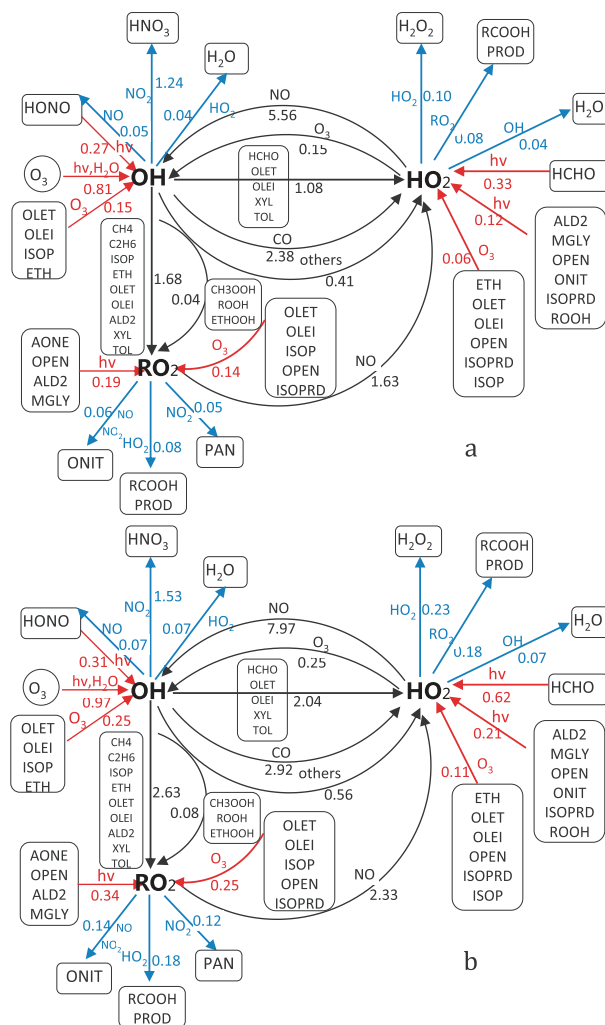 HNO3
H2O2
RCOOH
PROD
H2O
NO2
1.24
NO
0.05
0.04
HO2
HONO
0.27
hv
NO
5.56
O3
0.15
HO2
0.10
RO2
0.08
OH
0.04
H2O
O3
hv,H2O
0.81
OH
HCHO
OLET
OLEI
XYL
TOL
1.08
HO2
hv
0.33
HCHO
OLET
OLEI
ISOP
ETH
O3
0.15
CO
2.38
others
0.41
hv
0.12
ALD2
MGLY
OPEN
ONIT
ISOPRD
ROOH
CH4
C2H6
ISOP
ETH
OLET
OLEI
ALD2
XYL
TOL
1.68
0.04
CH3OOH
ROOH
ETHOOH
0.06
O3
ETH
OLET
OLEI
OPEN
ISOPRD
ISOP
AONE
OPEN
ALD2
MGLY
hv
0.19
RO2
O3
0.14
OLET
OLEI
ISOP
OPEN
ISOPRD
NO
1.63
0.06
NO
NO2
HO2
0.08
NO2
0.05
ONIT
PAN
RCOOH
PROD
a
HNO3
H2O2
RCOOH
PROD
H2O
NO2
1.53
NO
0.07
0.07
HO2
HONO
0.31
hv
NO
7.97
O3
0.25
HO2
0.23
RO2
0.18
OH
0.07
H2O
O3
hv,H2O
0.97
OH
HCHO
OLET
OLEI
XYL
TOL
2.04
HO2
hv
0.62
HCHO
OLET
OLEI
ISOP
ETH
O3
0.25
CO
2.92
others
0.56
hv
0.21
ALD2
MGLY
OPEN
ONIT
ISOPRD
ROOH
CH4
C2H6
ISOP
ETH
OLET
OLEI
ALD2
XYL
TOL
2.63
0.08
CH3OOH
ROOH
ETHOOH
0.11
O3
ETH
OLET
OLEI
OPEN
ISOPRD
ISOP
AONE
OPEN
ALD2
MGLY
hv
0.34
RO2
O3
0.25
OLET
OLEI
ISOP
OPEN
ISOPRD
NO
2.33
0.14
NO
NO2
HO2
0.18
NO2
0.12
ONIT
PAN
RCOOH
PROD
b